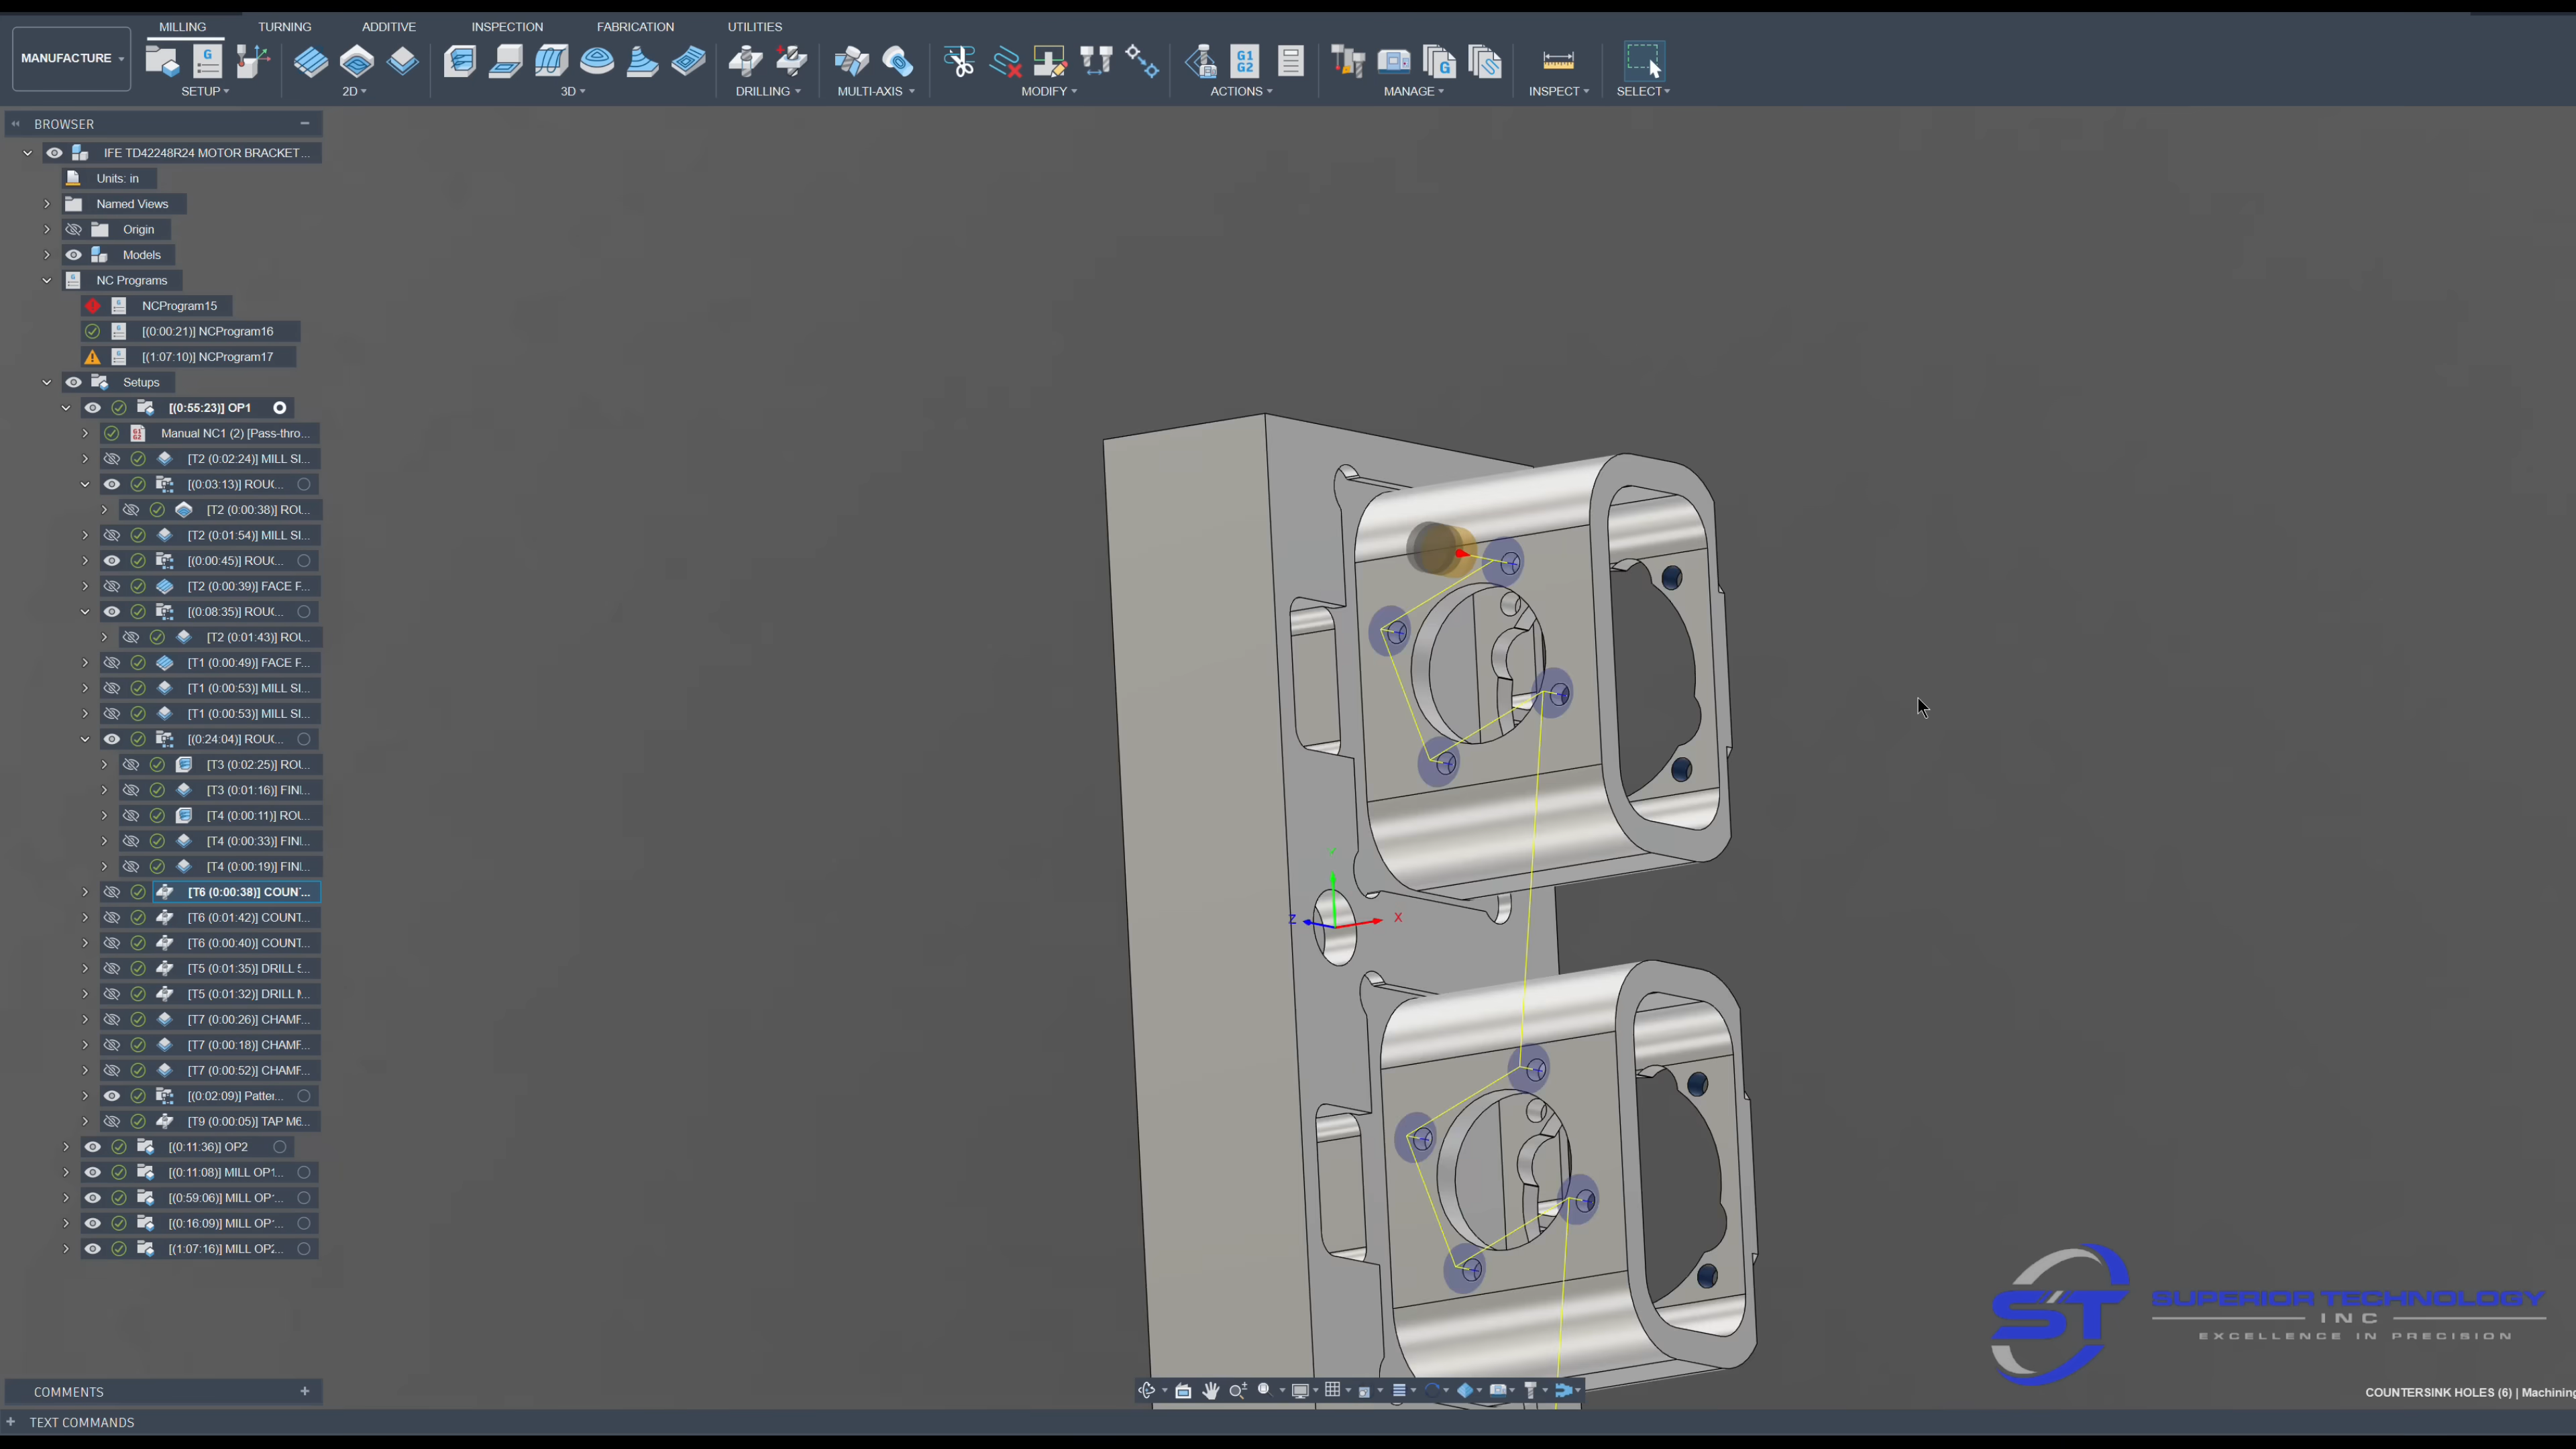 MILLING
TURNING
ADDITIVE
INSPECTION
FABRICATION
UTILITIES
MANUFACTURE
SETUP
2D
3D
DRILLING
MULTI-AXIS
MODIFY
ACTIONS
MANAGE
INSPECT
SELECT
G1
G2
BROWSER
IFE TD42248R24 MOTOR BRACKET...
Units: in
Named Views
Origin
Models
NC Programs
NCProgram15
[(0:00:21)] NCProgram16
[(1:07:10)] NCProgram17
Setups
[(0:55:23)] OP1
Manual NC1 (2) [Pass-thro...
[T2 (0:02:24)] MILL SI...
[(0:03:13)] ROU(...
[T2 (0:00:38)] ROU...
[T2 (0:01:54)] MILL SI...
[(0:00:45)] ROU(...
[T2 (0:00:39)] FACE F...
[(0:08:35)] ROU(...
[T2 (0:01:43)] ROU...
[T1 (0:00:49)] FACE F...
[T1 (0:00:53)] MILL SI...
[T1 (0:00:53)] MILL SI...
[(0:24:04)] ROU(...
[T3 (0:02:25)] ROU...
[T3 (0:01:16)] FINI...
[T4 (0:00:11)] ROU...
[T4 (0:00:33)] FINI...
[T4 (0:00:19)] FINI...
[T6 (0:00:38)] COUNT...
[T6 (0:01:42)] COUNT...
[T6 (0:00:40)] COUNT...
[T5 (0:01:35)] DRILL 5...
[T5 (0:01:32)] DRILL M...
[T7 (0:00:26)] CHAMF...
[T7 (0:00:18)] CHAMF...
[T7 (0:00:52)] CHAMF...
[(0:02:09)] Patter...
[T9 (0:00:05)] TAP M6...
[(0:11:36)] OP2
[(0:11:08)] MILL OP1...
[(0:59:06)] MILL OP'...
[(0:16:09)] MILL OP'...
[(1:07:16)] MILL OP2...
Z
X
ST
SUPERIOR TECHNOLOGY
INC
EXCELLENCE IN PRECISION
COMMENTS
COUNTERSINK HOLES (6) | Machining
TEXT COMMANDS